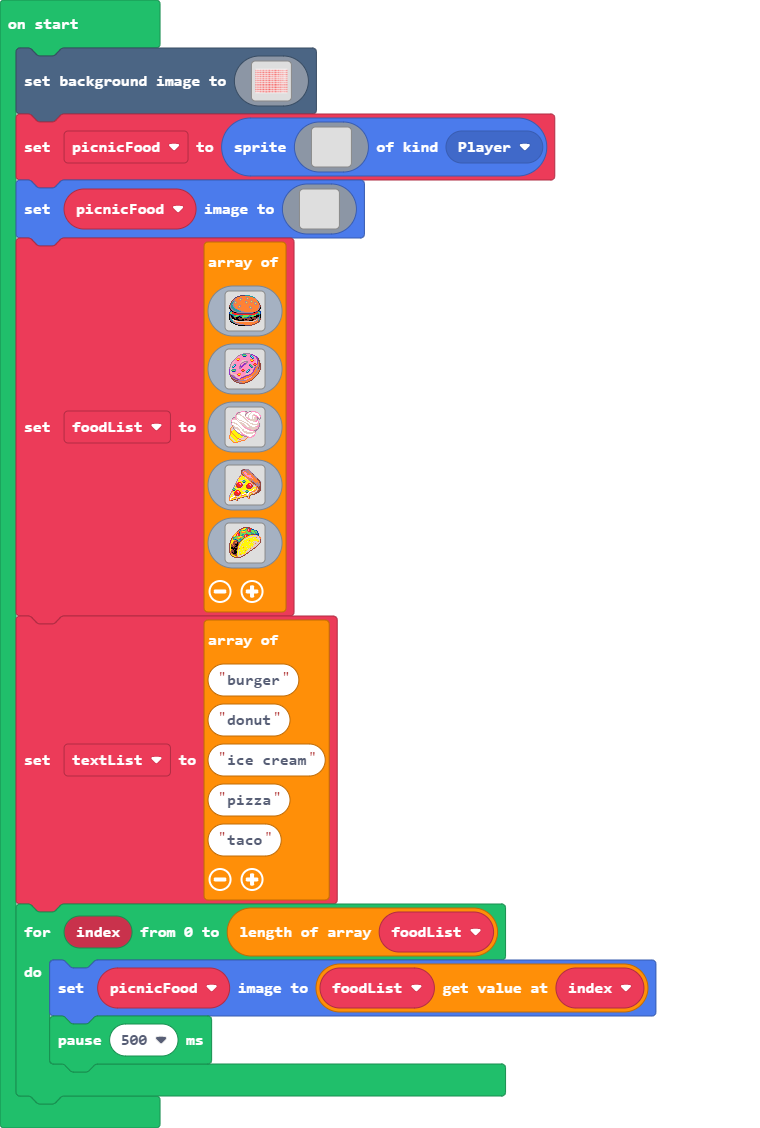 on start
set background image to
set picnicFood to sprite of kind Player
set picnicFood image to
array of
set foodList to
array of
"burger"
"donut"
set textList to "ice cream"
"pizza"
"taco"
for index from 0 to length of array foodList
do
set picnicFood image to foodList get value at index
pause 500 ms